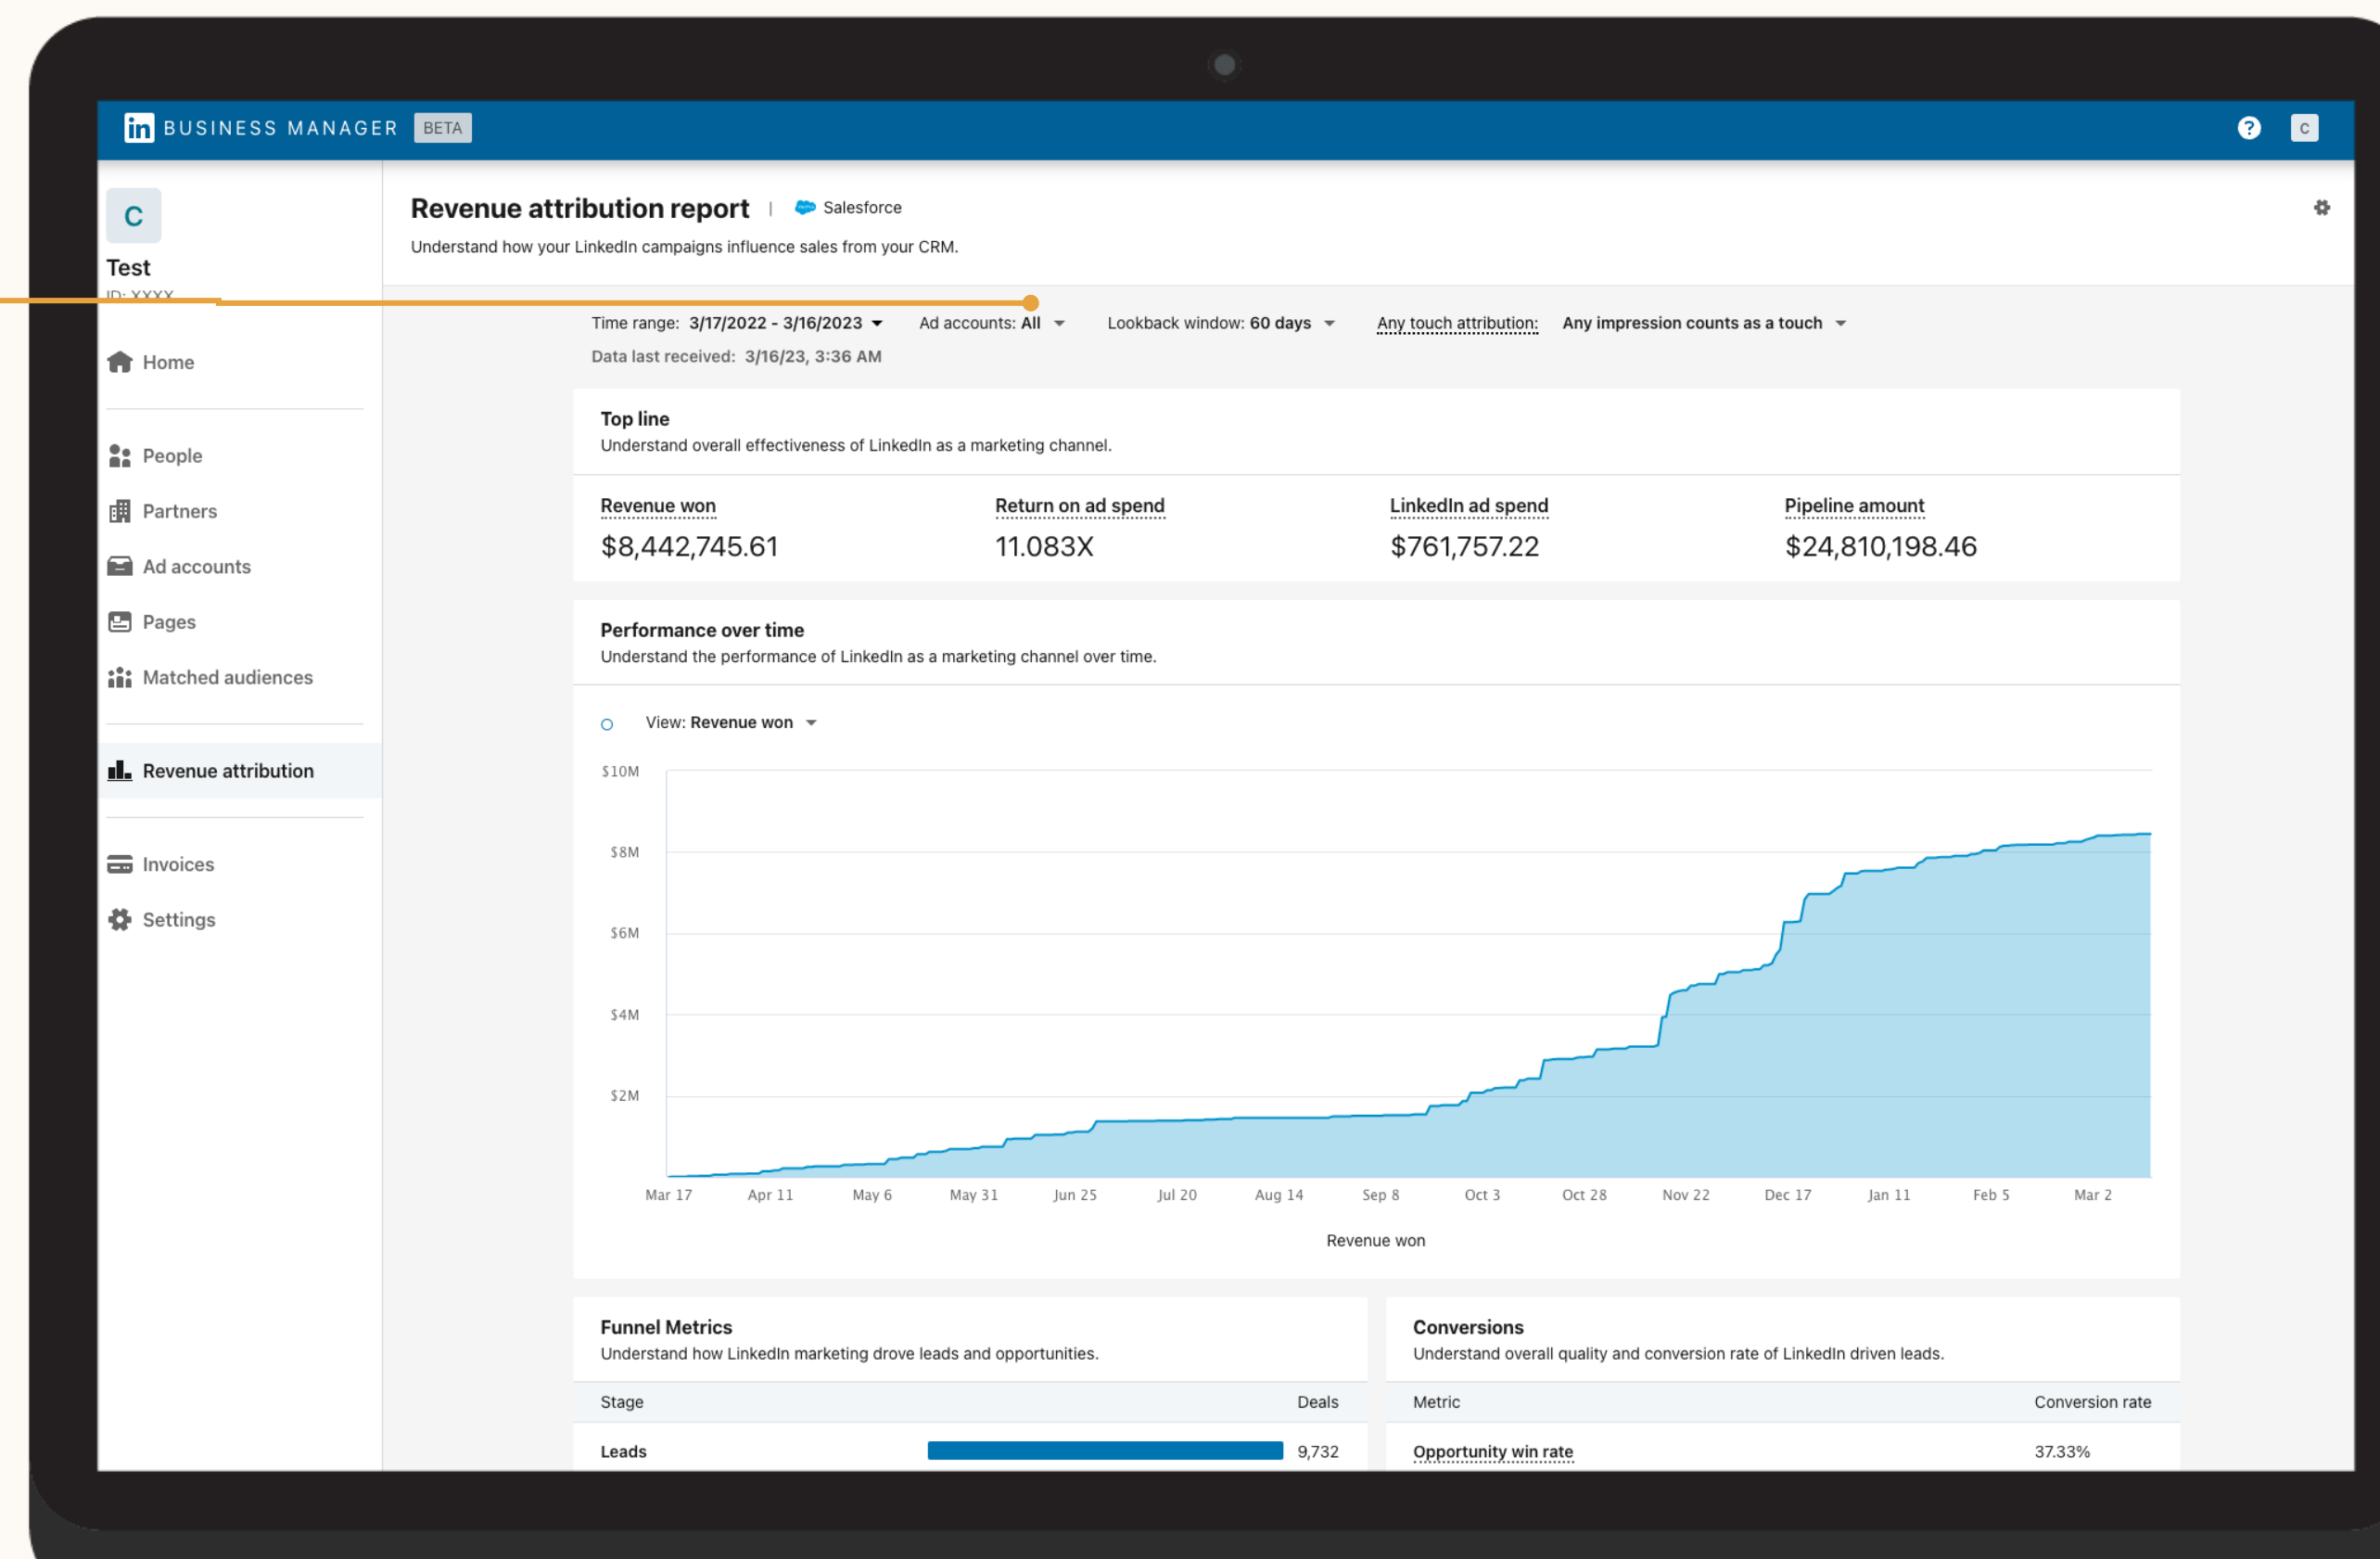 in BUSINESS MANAGER BETA
? C
C
Test
ID: XXXX
Home
People
Partners
Ad accounts
Pages
Matched audiences
Revenue attribution
Invoices
Settings
Revenue attribution report | Salesforce
Understand how your LinkedIn campaigns influence sales from your CRM.
Time range: 3/17/2022 - 3/16/2023 Ad accounts: All Lookback window: 60 days Any touch attribution: Any impression counts as a touch
Data last received: 3/16/23, 3:36 AM
Top line
Understand overall effectiveness of LinkedIn as a marketing channel.
Revenue won Return on ad spend LinkedIn ad spend Pipeline amount
$8,442,745.61 11.083X $761,757.22 $24,810,198.46
Performance over time
Understand the performance of LinkedIn as a marketing channel over time.
View: Revenue won
$10M
$8M
$6M
$4M
$2M
Mar 17 Apr 11 May 6 May 31 Jun 25 Jul 20 Aug 14 Sep 8 Oct 3 Oct 28 Nov 22 Dec 17 Jan 11 Feb 5 Mar 2
Revenue won
Funnel Metrics
Understand how LinkedIn marketing drove leads and opportunities.
Stage Deals
Leads 9,732
Conversions
Understand overall quality and conversion rate of LinkedIn driven leads.
Metric Conversion rate
Opportunity win rate 37.33%